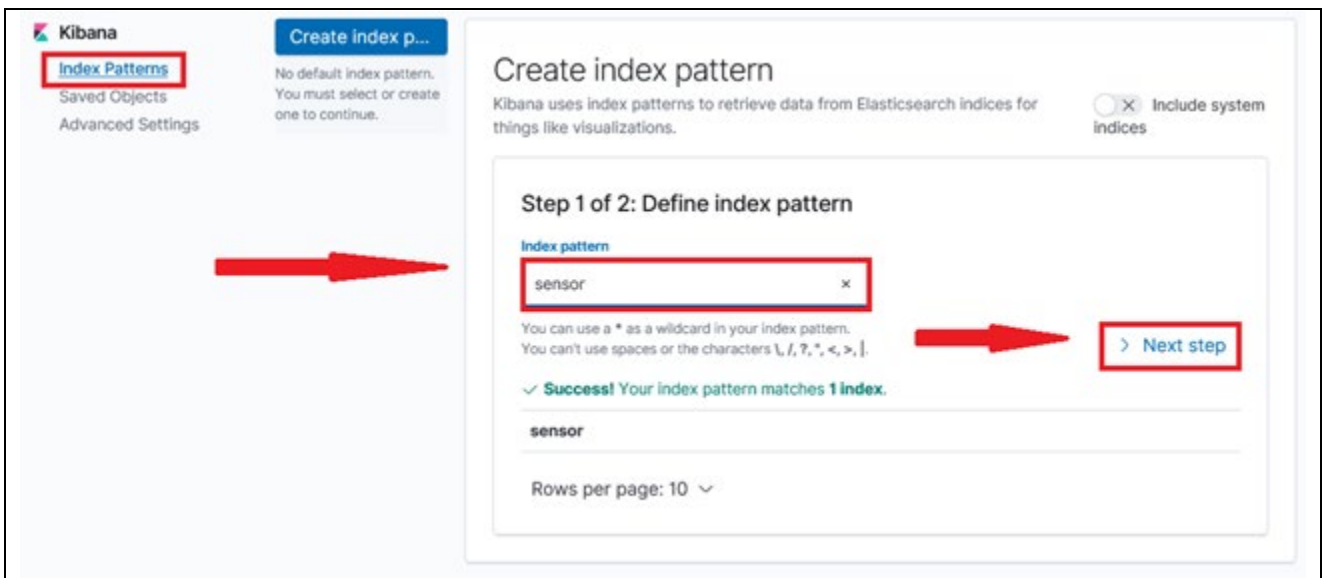 Kibana
Index Patterns
Saved Objects
Advanced Settings
Create index p...
No default index pattern.
You must select or create
one to continue.
Create index pattern
Kibana uses index patterns to retrieve data from Elasticsearch indices for
things like visualizations.
Include system
indices
Step 1 of 2: Define index pattern
Index pattern
sensor
You can use a * as a wildcard in your index pattern.
You can't use spaces or the characters \, /, ?, ", <, >, |.
Next step
Success! Your index pattern matches 1 index.
sensor
Rows per page: 10